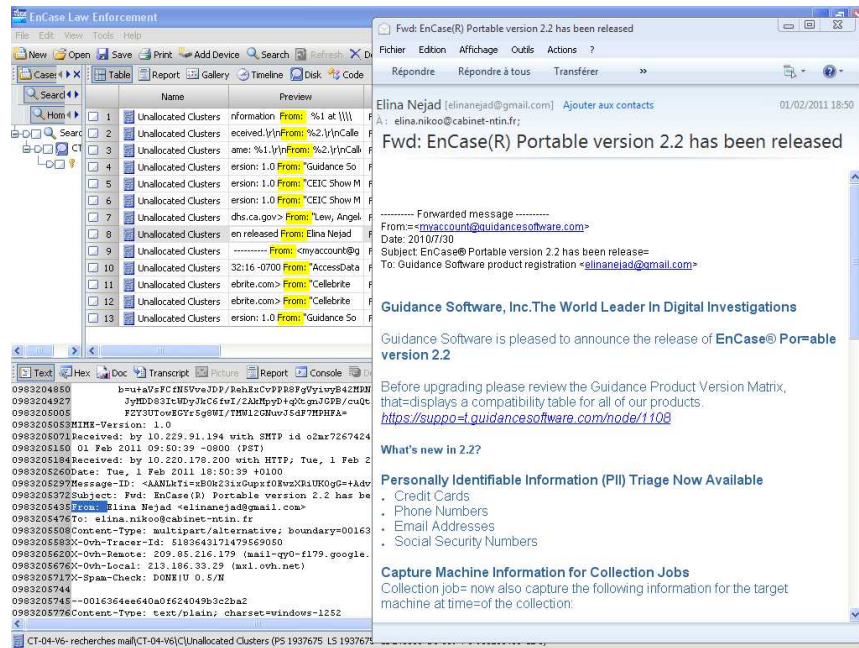 EnCase Law Enforcement
File Edit View Tools Help
New Open Save Print Add Device Search Refresh
Cases Table Report Gallery Timeline Disk Code
Search
Home
Name Preview
1 Unallocated Clusters nformation From: %1 at \\\\
2 Unallocated Clusters eceived.\r\nFrom: %2.\r\nCalle
3 Unallocated Clusters ame: %1.\r\nFrom: %2.\r\nCall
4 Unallocated Clusters ersion: 1.0 From: "Guidance So
5 Unallocated Clusters ersion: 1.0 From: "CEIC Show M
6 Unallocated Clusters ersion: 1.0 From: "CEIC Show M
7 Unallocated Clusters dhs.ca.gov> From: "Lew, Angel
8 Unallocated Clusters en released From: Elina Nejad
9 Unallocated Clusters ---------- From: <myaccount@g
10 Unallocated Clusters 32:16 -0700 From: "AccessData
11 Unallocated Clusters ebrite.com> From: "Cellebrite
12 Unallocated Clusters ebrite.com> From: "Cellebrite
13 Unallocated Clusters ersion: 1.0 From: "Guidance So
Text Hex Doc Transcript Picture Report Console
0983204850
0983204927
0983205005
0983205053MIME-Version: 1.0
0983205071Received: by 10.229.91.194 with SMTP id o2mr7267424
0983205150 01 Feb 2011 09:50:39 -0800 (PST)
0983205184Received: by 10.220.178.200 with HTTP; Tue, 1 Feb 2
0983205260Date: Tue, 1 Feb 2011 18:50:39 +0100
0983205297Message-ID:
0983205372Subject: Fwd: EnCase(R) Portable version 2.2 has be
0983205435From: Elina Nejad <elinanejad@gmail.com>
0983205476To: elina.nikoo@cabinet-ntin.fr
0983205508Content-Type: multipart/alternative; boundary=00163
0983205583X-Ovh-Tracer-Id: 5183643171479569050
0983205620X-Ovh-Remote: 209.85.216.179 (mail-qy0-f179.google.
0983205676X-Ovh-Local: 213.186.33.29 (mx1.ovh.net)
0983205717X-Spam-Check: DONE|U 0.5/N
0983205744
0983205745--0016364ee640a0f624049b3c2ba2
0983205776Content-Type: text/plain; charset=windows-1252
CT-04-V6- recherches mail\CT-04-V6\C\Unallocated Clusters (PS 1937675 LS 1937675
Fwd: EnCase(R) Portable version 2.2 has been released
Fichier Edition Affichage Outils Actions ?
Répondre Répondre à tous Transférer »
Elina Nejad [elinanejad@gmail.com] Ajouter aux contacts 01/02/2011 18:50
À : elina.nikoo@cabinet-ntin.fr;
Fwd: EnCase(R) Portable version 2.2 has been released
---------- Forwarded message ----------
From:=<myaccount@guidancesoftware.com>
Date: 2010/7/30
Subject: EnCase® Portable version 2.2 has been release=
To: Guidance Software product registration <elinanejad@gmail.com>
Guidance Software, Inc.The World Leader In Digital Investigations
Guidance Software is pleased to announce the release of EnCase® Por=able
version 2.2
Before upgrading please review the Guidance Product Version Matrix,
that=displays a compatibility table for all of our products.
https://suppo=t.guidancesoftware.com/node/1108
What's new in 2.2?
Personally Identifiable Information (PII) Triage Now Available
• Credit Cards
• Phone Numbers
• Email Addresses
• Social Security Numbers
Capture Machine Information for Collection Jobs
Collection job= now also capture the following information for the target
machine at time=of the collection: